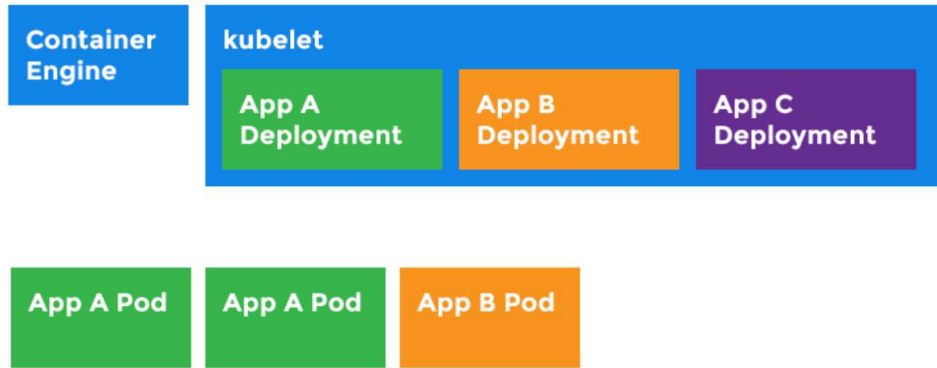 Container
Engine
kubelet
App A
Deployment
App B
Deployment
App C
Deployment
App A Pod
App A Pod
App B Pod